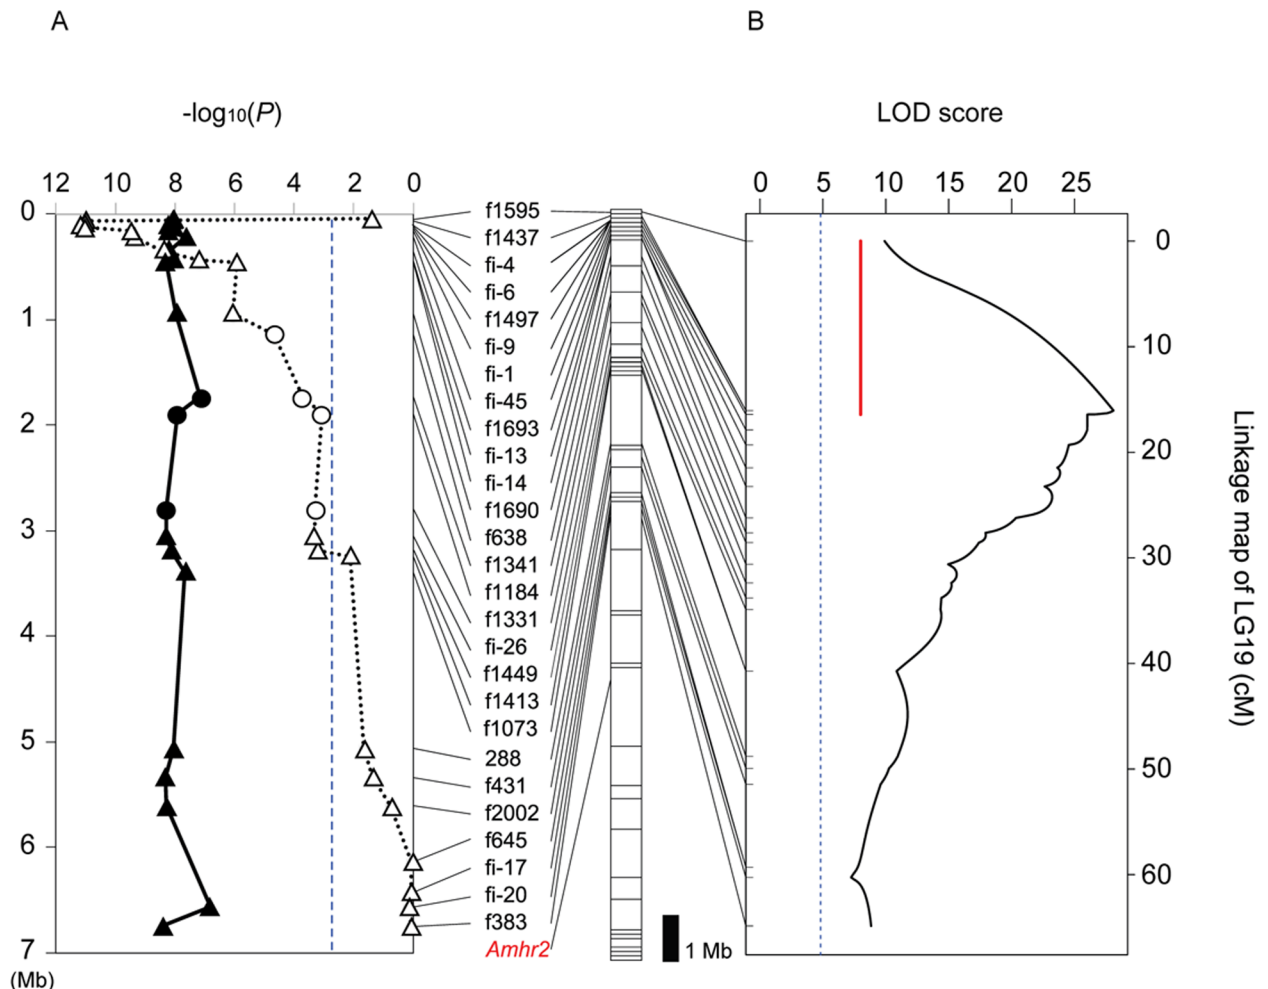 A
B
-log10(P)
LOD score
12 10 8 6 4 2 0
0 5 10 15 20 25
0
1
2
3
4
5
6
7
(Mb)
f1595
f1437
fi-4
fi-6
f1497
fi-9
fi-1
fi-45
f1693
fi-13
fi-14
f1690
f638
f1341
f1184
f1331
fi-26
f1449
f1413
f1073
288
f431
f2002
f645
fi-17
fi-20
f383
Amhr2
1 Mb
0
10
20
30
40
50
60
Linkage map of LG19 (cM)